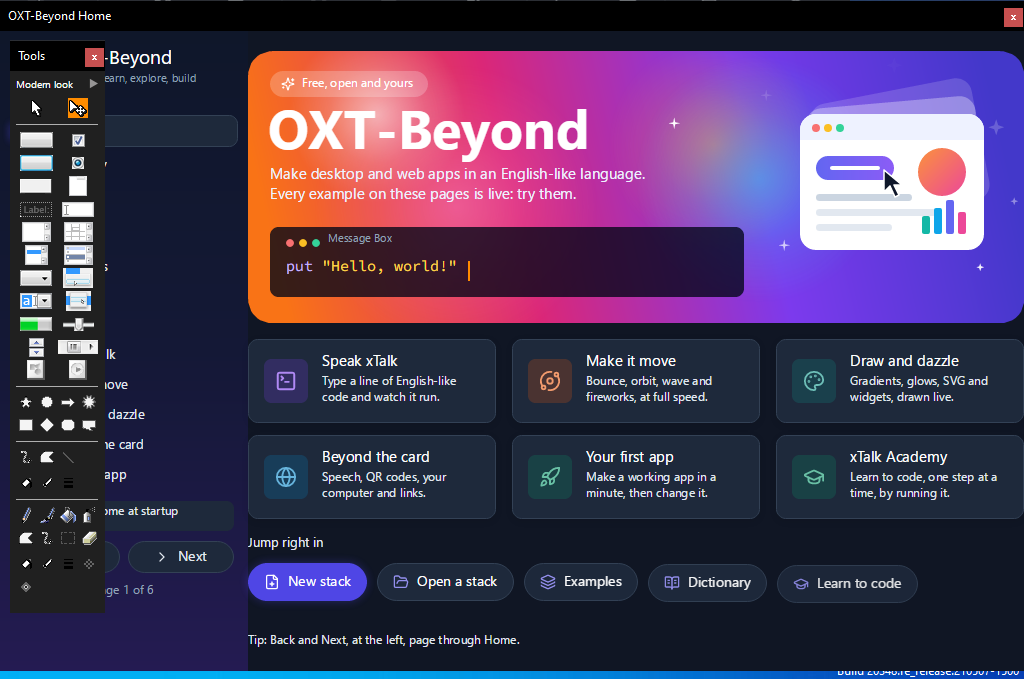 OXT-Beyond Home
Tools
Modern look
Label:
-Beyond
earn, explore, build
lk
ove
dazzle
e card
app
ome at startup
Next
ge 1 of 6
Free, open and yours
OXT-Beyond
Make desktop and web apps in an English-like language.
Every example on these pages is live: try them.
Message Box
put "Hello, world!"
Speak xTalk
Type a line of English-like
code and watch it run.
Make it move
Bounce, orbit, wave and
fireworks, at full speed.
Draw and dazzle
Gradients, glows, SVG and
widgets, drawn live.
Beyond the card
Speech, QR codes, your
computer and links.
Your first app
Make a working app in a
minute, then change it.
xTalk Academy
Learn to code, one step at a
time, by running it.
Jump right in
New stack
Open a stack
Examples
Dictionary
Learn to code
Tip: Back and Next, at the left, page through Home.
Build 20348.fe_release.210507-1500